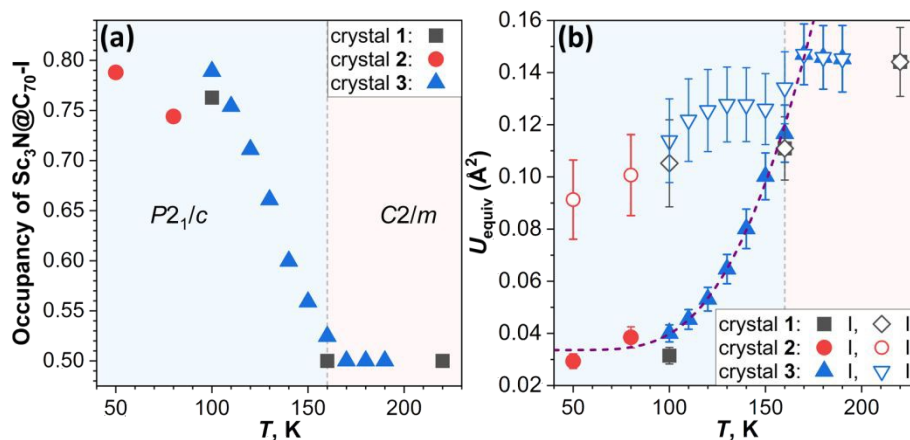 (a)
crystal 1:
crystal 2:
crystal 3:
Occupancy of Sc₃N@C₇₀-I
0.80
0.75
0.70
0.65
0.60
0.55
0.50
P2₁/c
C2/m
50
100
150
200
T, K
(b)
U_equiv (Å²)
0.16
0.14
0.12
0.10
0.08
0.06
0.04
0.02
crystal 1: I, I
crystal 2: I, I
crystal 3: I, I
50
100
150
200
T, K